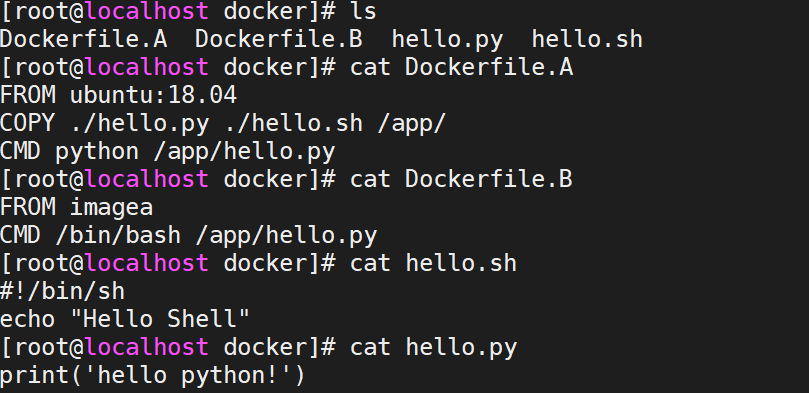 [root@localhost docker]# ls
Dockerfile.A  Dockerfile.B  hello.py  hello.sh
[root@localhost docker]# cat Dockerfile.A
FROM ubuntu:18.04
COPY ./hello.py ./hello.sh /app/
CMD python /app/hello.py
[root@localhost docker]# cat Dockerfile.B
FROM imagea
CMD /bin/bash /app/hello.py
[root@localhost docker]# cat hello.sh
#!/bin/sh
echo "Hello Shell"
[root@localhost docker]# cat hello.py
print('hello python!')